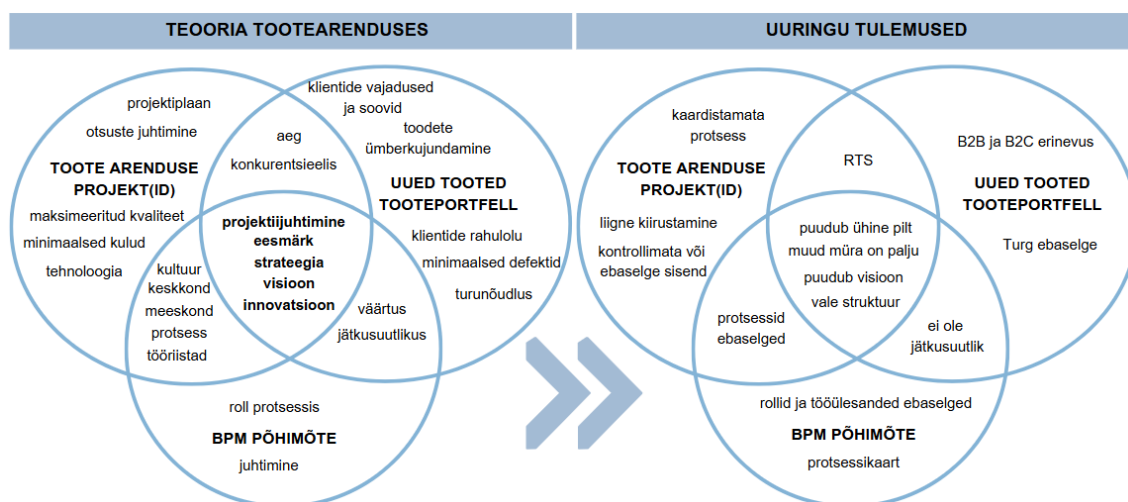 TEOORIA TOOTEARENDUSES
projektiplaan
otsuste juhtimine
TOOTE ARENDUSE
PROJEKT(ID)
maksimeeritud kvaliteet
minimaalsed kulud
tehnoloogia
aeg
konkurentsieelis
klientide vajadused
ja soovid
toodete
ümberkujundamine
UUED TOOTED
TOOTEPORTFELL
klientide rahulolu
minimaalsed defektid
turunõudlus
projektiijuhtimine
eesmärk
strateegia
visioon
innovatsioon
kultuur
keskkond
meeskond
protsess
tööriistad
väärtus
jätkusuutlikus
roll protsessis
BPM PÕHIMÕTE
juhtimine
UURINGU TULEMUSED
kaardistamata
protsess
TOOTE ARENDUSE
PROJEKT(ID)
liigne kiirustamine
kontrollimata või
ebaselge sisend
RTS
B2B ja B2C erinevus
UUED TOOTED
TOOTEPORTFELL
Turg ebaselge
puudub ühine pilt
muud müra on palju
puudub visioon
vale struktuur
protsessid
ebaselged
ei ole
jätkusuutlik
rollid ja tööülesanded ebaselged
BPM PÕHIMÕTE
protsessikaart